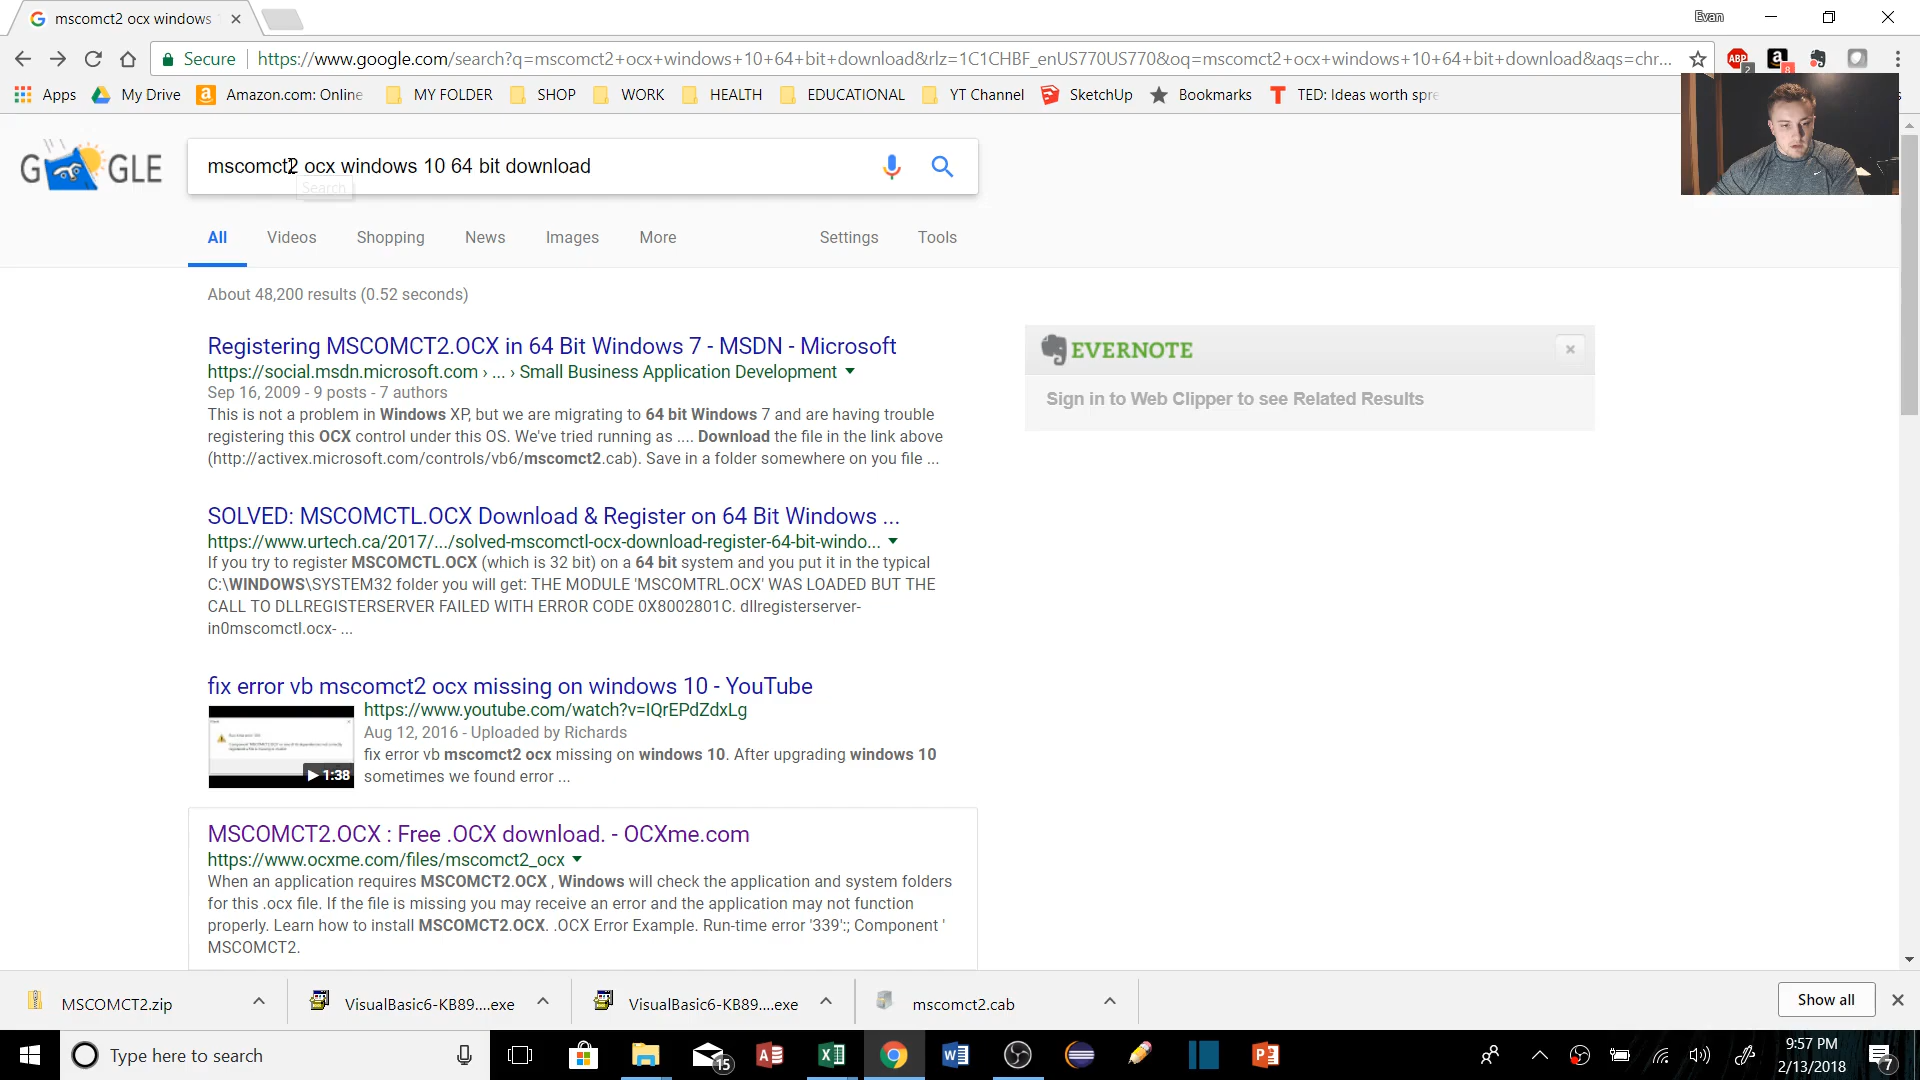 mscomct2 ocx windows
Evan
Secure
https://www.google.com/search?q=mscomct2+ocx+windows+10+64+bit+download&rlz=1C1CHBF_enUS770US770&oq=mscomct2+ocx+windows+10+64+bit+download&aqs=chr...
ABP
2
8
Apps
My Drive
Amazon.com: Online
MY FOLDER
SHOP
WORK
HEALTH
EDUCATIONAL
YT Channel
SketchUp
Bookmarks
TED: Ideas worth spre
GOOGLE
mscomct2 ocx windows 10 64 bit download
Search
All
Videos
Shopping
News
Images
More
Settings
Tools
About 48,200 results (0.52 seconds)
Registering MSCOMCT2.OCX in 64 Bit Windows 7 - MSDN - Microsoft
https://social.msdn.microsoft.com › ... › Small Business Application Development
Sep 16, 2009 - 9 posts - 7 authors
This is not a problem in Windows XP, but we are migrating to 64 bit Windows 7 and are having trouble
registering this OCX control under this OS. We've tried running as .... Download the file in the link above
(http://activex.microsoft.com/controls/vb6/mscomct2.cab). Save in a folder somewhere on you file ...
EVERNOTE
Sign in to Web Clipper to see Related Results
SOLVED: MSCOMCTL.OCX Download & Register on 64 Bit Windows ...
https://www.urtech.ca/2017/.../solved-mscomctl-ocx-download-register-64-bit-windo...
If you try to register MSCOMCTL.OCX (which is 32 bit) on a 64 bit system and you put it in the typical
C:\WINDOWS\SYSTEM32 folder you will get: THE MODULE 'MSCOMTRL.OCX' WAS LOADED BUT THE
CALL TO DLLREGISTERSERVER FAILED WITH ERROR CODE 0X8002801C. dllregisterserver-
in0mscomctl.ocx- ...
fix error vb mscomct2 ocx missing on windows 10 - YouTube
https://www.youtube.com/watch?v=IQrEPdZdxLg
Aug 12, 2016 - Uploaded by Richards
fix error vb mscomct2 ocx missing on windows 10. After upgrading windows 10
sometimes we found error ...
1:38
MSCOMCT2.OCX : Free .OCX download. - OCXme.com
https://www.ocxme.com/files/mscomct2_ocx
When an application requires MSCOMCT2.OCX , Windows will check the application and system folders
for this .ocx file. If the file is missing you may receive an error and the application may not function
properly. Learn how to install MSCOMCT2.OCX. .OCX Error Example. Run-time error '339':; Component '
MSCOMCT2.
MSCOMCT2.zip
VisualBasic6-KB89....exe
VisualBasic6-KB89....exe
mscomct2.cab
Show all
Type here to search
15
9:57 PM
2/13/2018
7